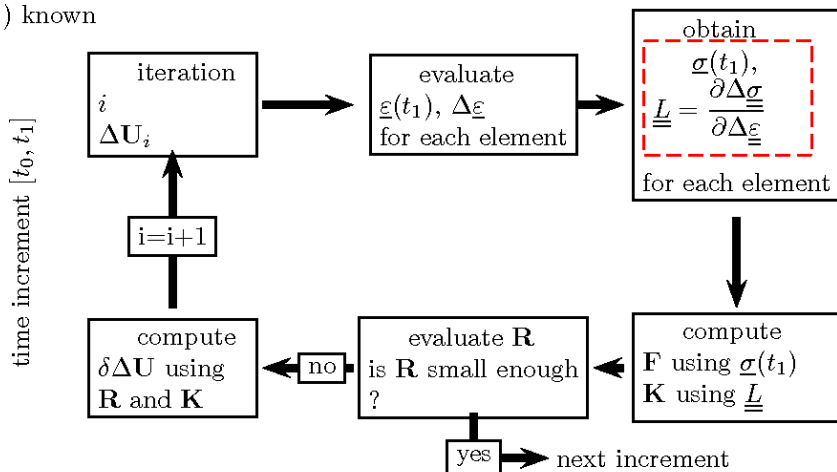 ) known
time increment [t₀, t₁]
iteration
i
ΔU_i
evaluate
ε(t₁), Δε
for each element
obtain
σ(t₁),
L = ∂Δσ / ∂Δε
for each element
i=i+1
compute
δΔU using
R and K
no
evaluate R
is R small enough
?
compute
F using σ(t₁)
K using L
yes
next increment